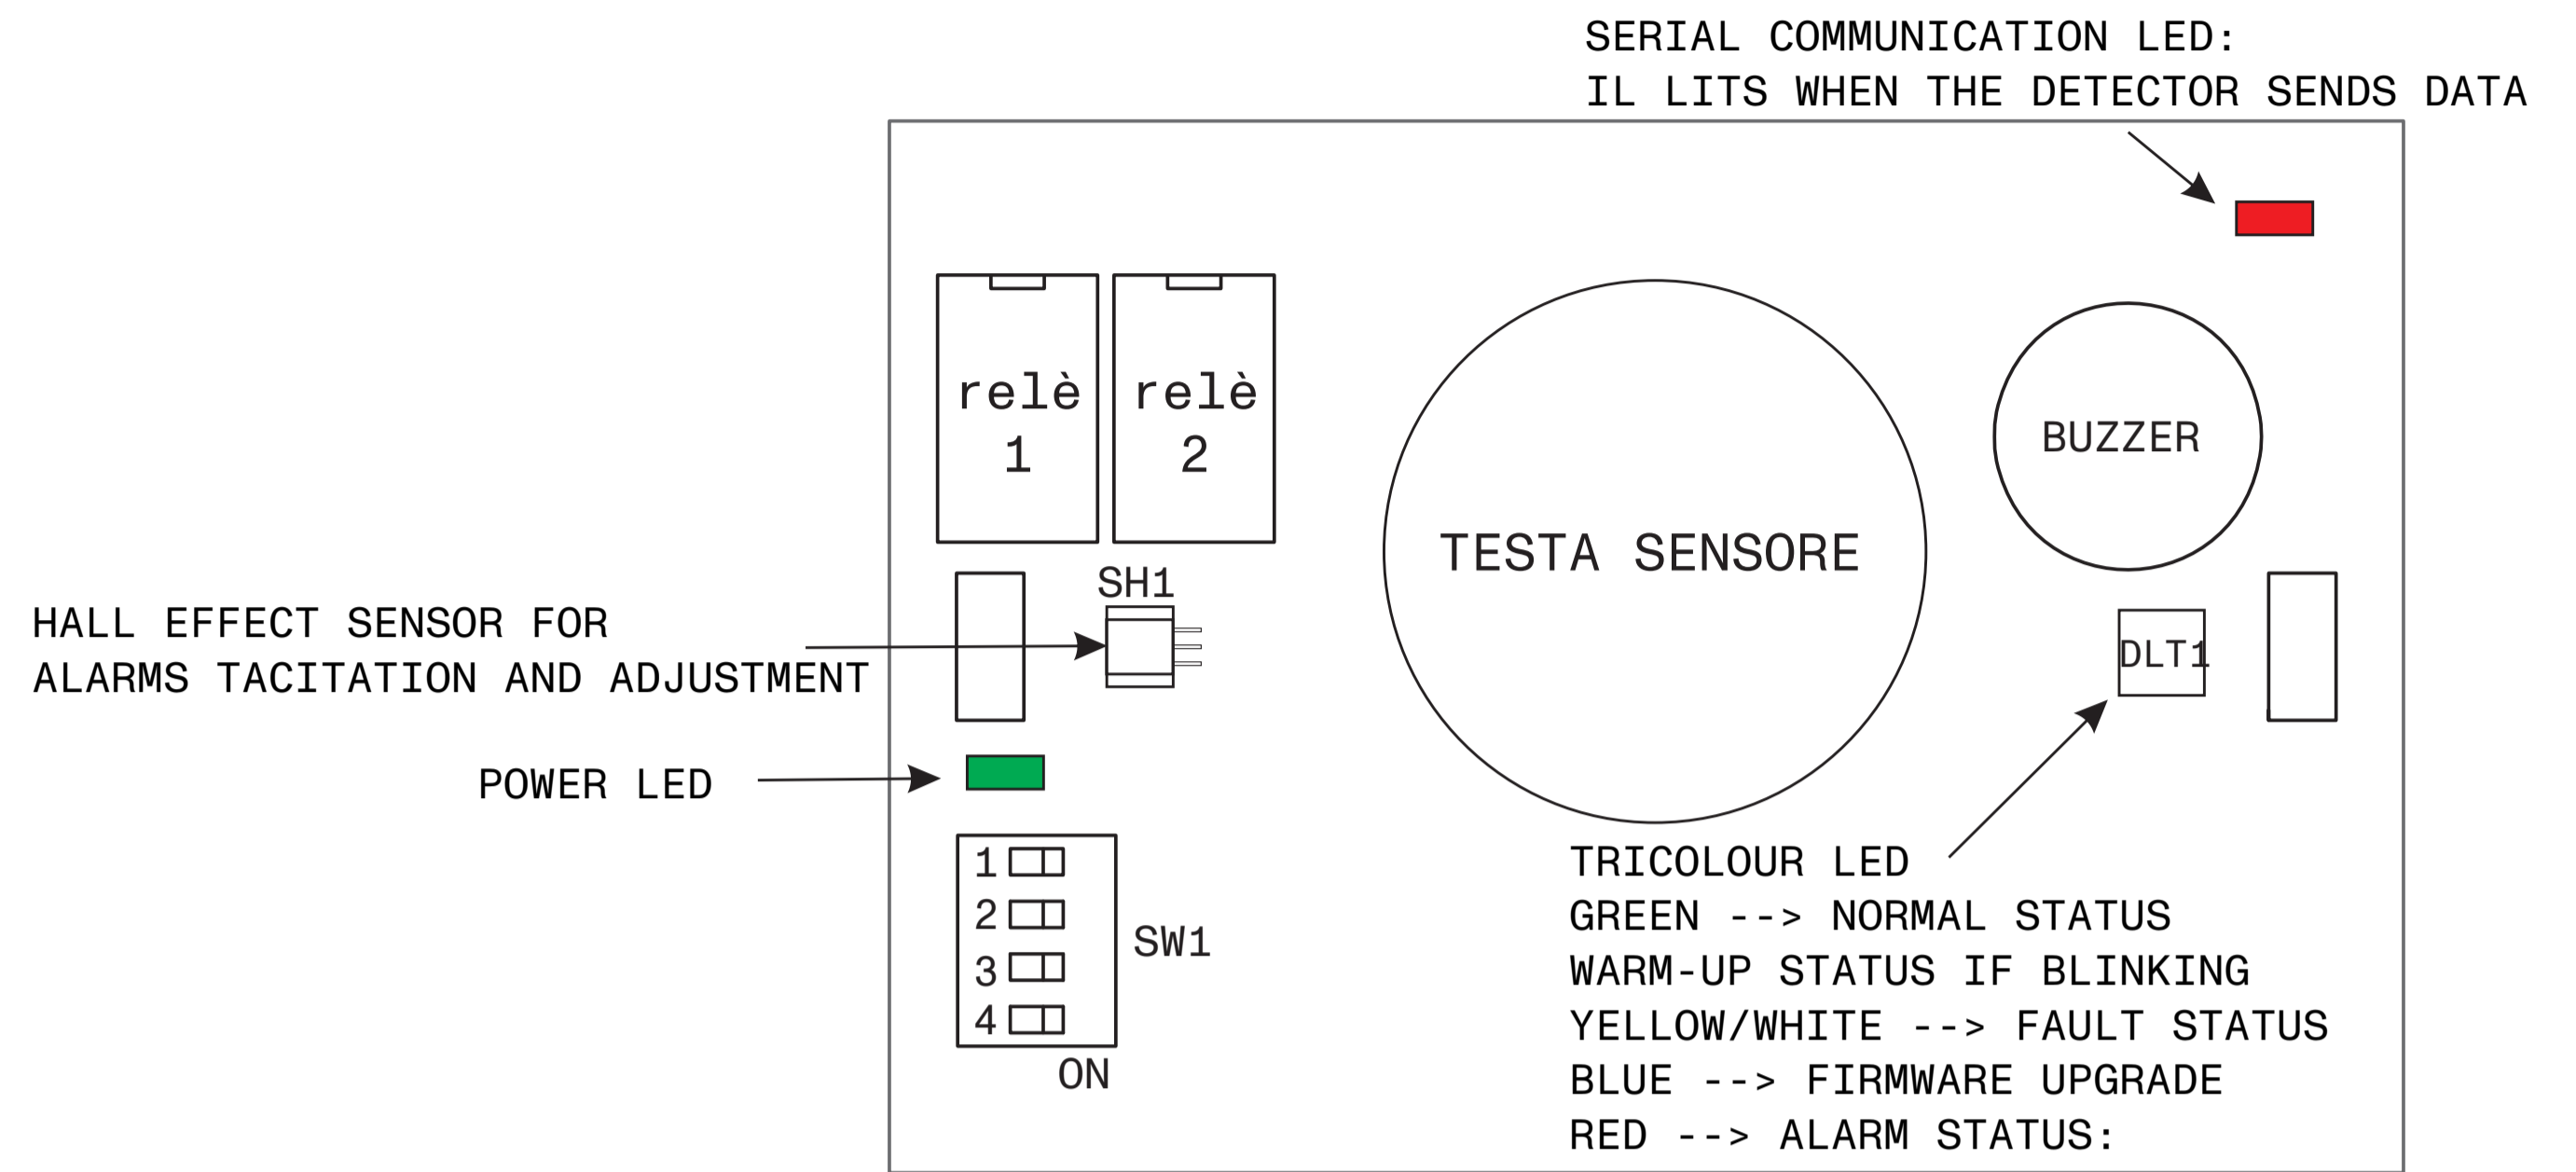 SERIAL COMMUNICATION LED:
IL LITS WHEN THE DETECTOR SENDS DATA
relè
1
relè
2
BUZZER
TESTA SENSORE
SH1
HALL EFFECT SENSOR FOR
ALARMS TACITATION AND ADJUSTMENT
DLT1
POWER LED
1
2
3
4
SW1
ON
TRICOLOUR LED
GREEN --> NORMAL STATUS
WARM-UP STATUS IF BLINKING
YELLOW/WHITE --> FAULT STATUS
BLUE --> FIRMWARE UPGRADE
RED --> ALARM STATUS: